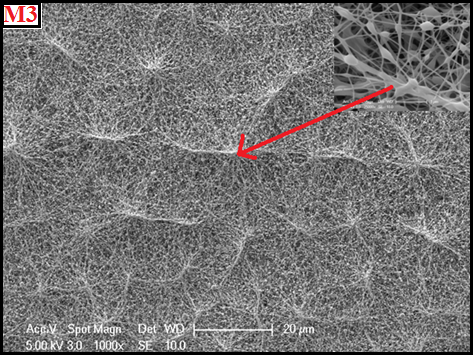 M3
Acc.V Spot Magn Det WD 20 µm
5.00 kV 3.0 1000x SE 10.0